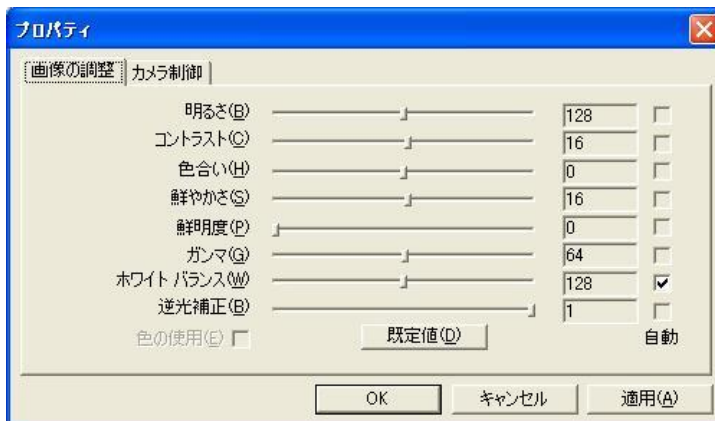 プロパティ
画像の調整 カメラ制御
明るさ(B) 128
コントラスト(C) 16
色合い(H) 0
鮮やかさ(S) 16
鮮明度(P) 0
ガンマ(G) 64
ホワイト バランス(W) 128
逆光補正(B) 1
色の使用(E) 既定値(D) 自動
OK キャンセル 適用(A)